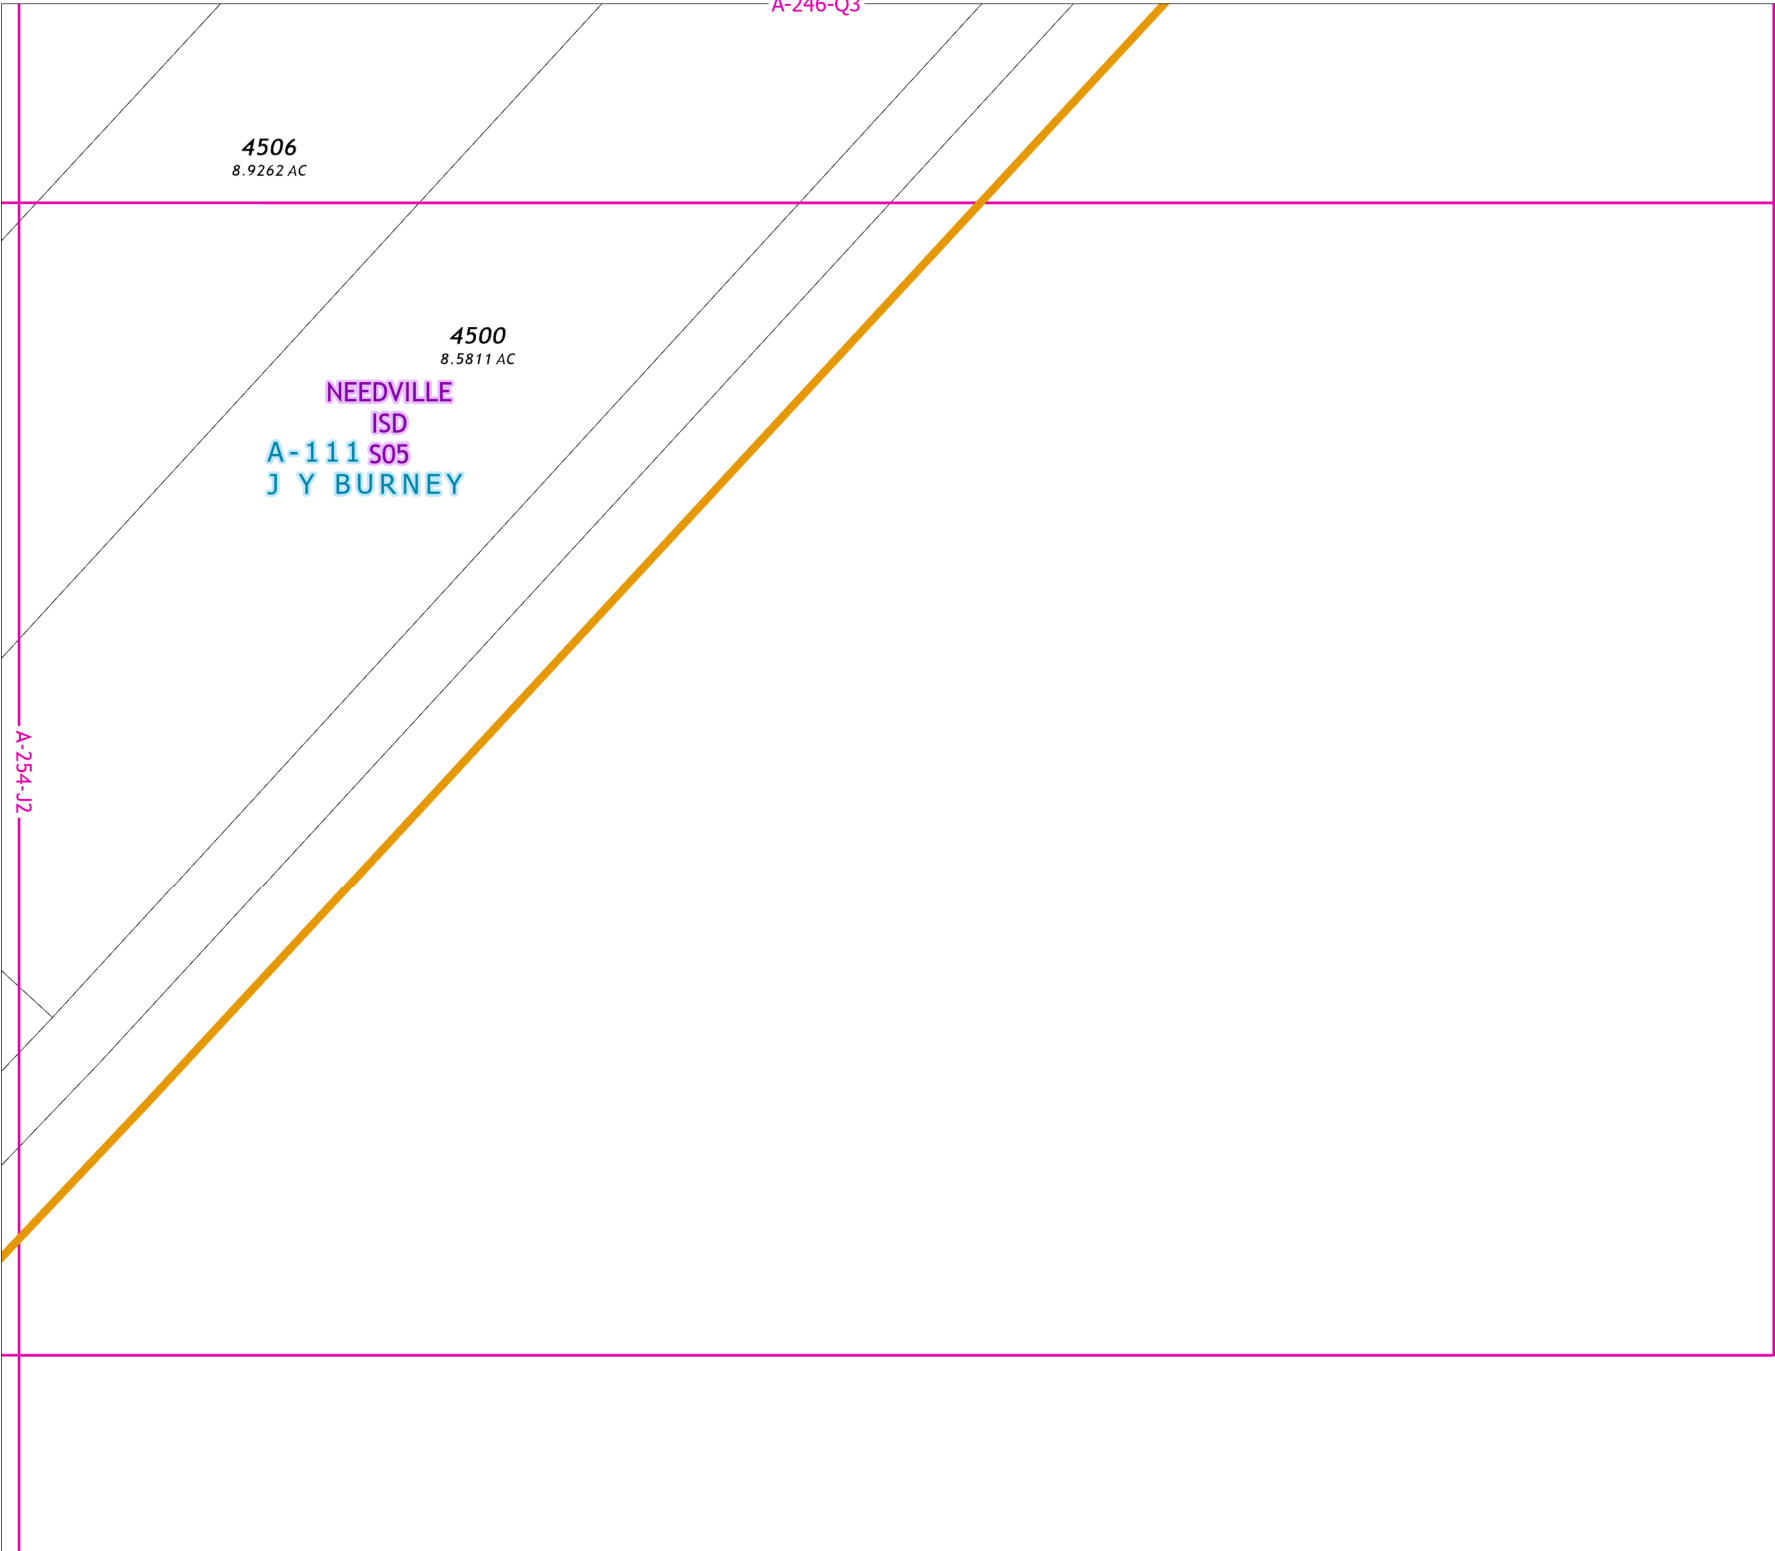 A-246-Q3
4506
8.9262 AC
4500
8.5811 AC
NEEDVILLE
ISD
S05
A-111
J Y BURNEY
A-254-J2